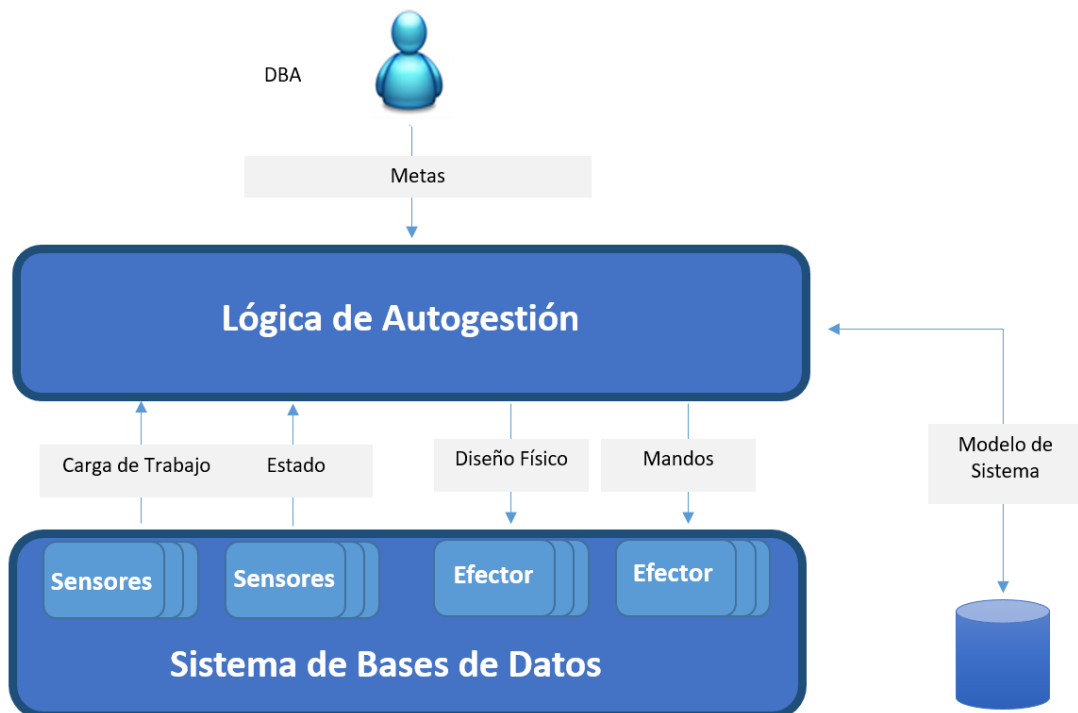 DBA
Metas
Lógica de Autogestión
Carga de Trabajo
Estado
Diseño Físico
Mandos
Modelo de
Sistema
Sensores
Sensores
Efector
Efector
Sistema de Bases de Datos